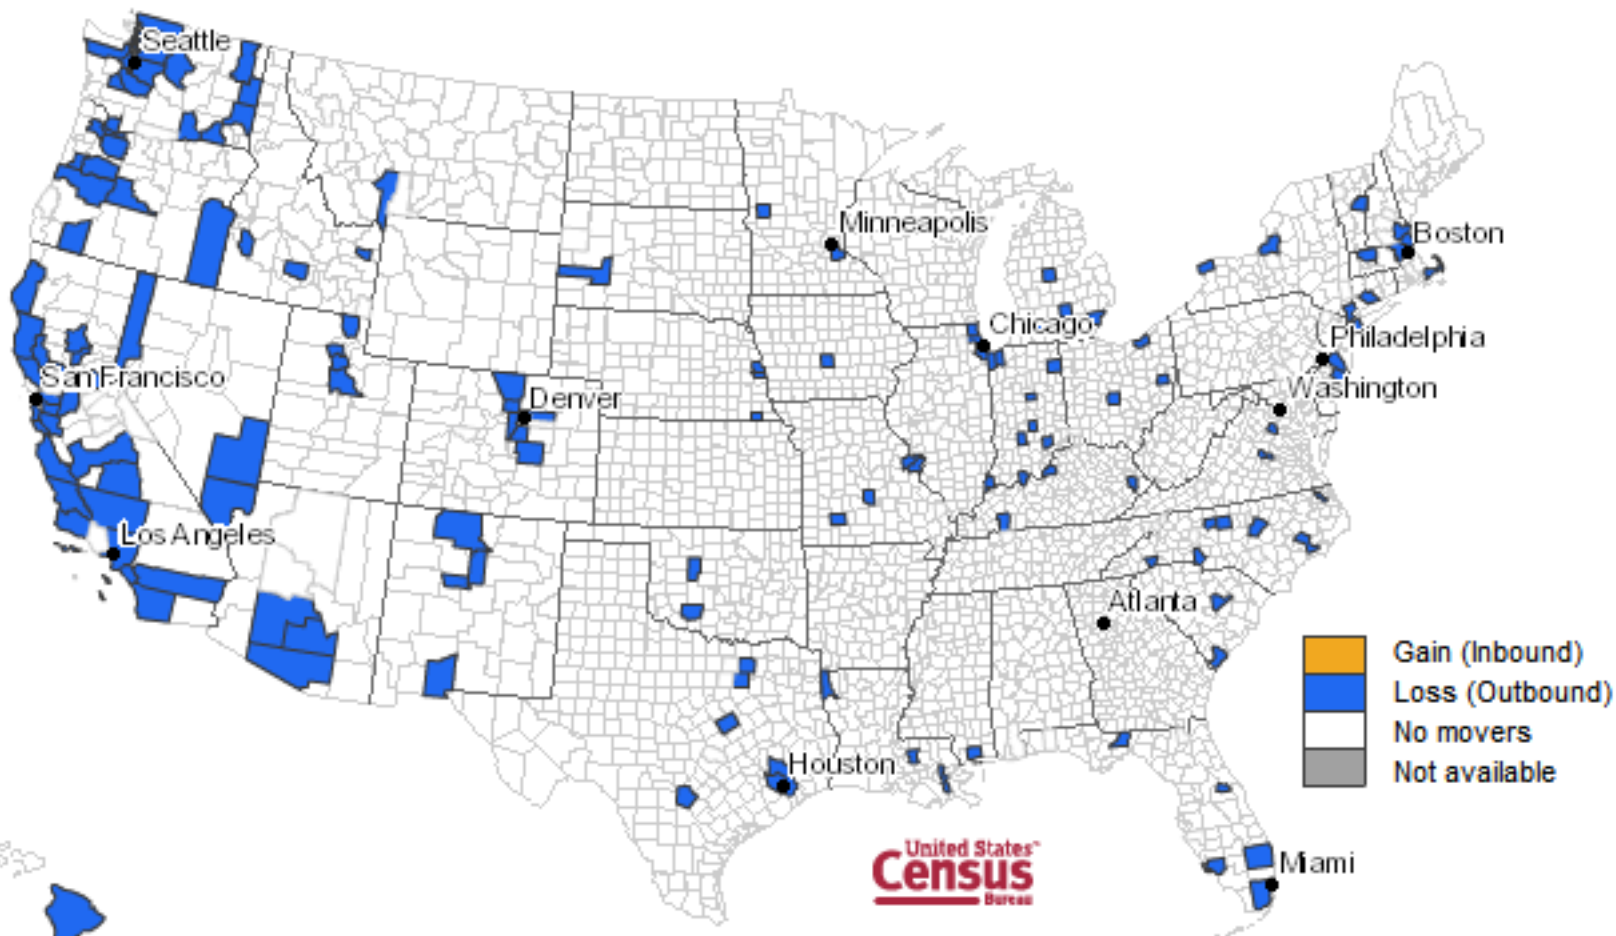 Seattle
Minneapolis
Boston
Chicago
Philadelphia
San Francisco
Washington
Denver
Los Angeles
Atlanta
Gain (Inbound)
Loss (Outbound)
No movers
Not available
Houston
United States™
Census
Bureau
Miami